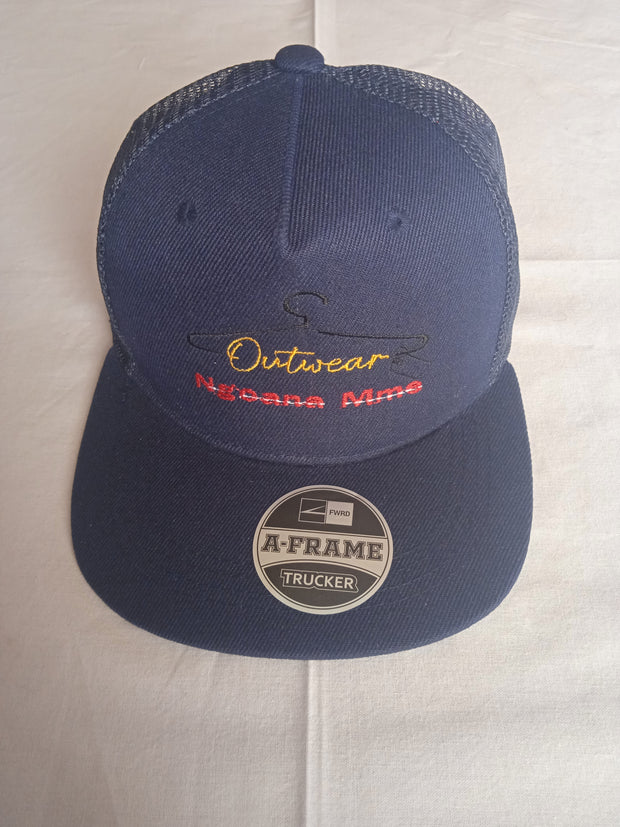 Outwear
Ngoana Mme
FWRD
A-FRAME
TRUCKER